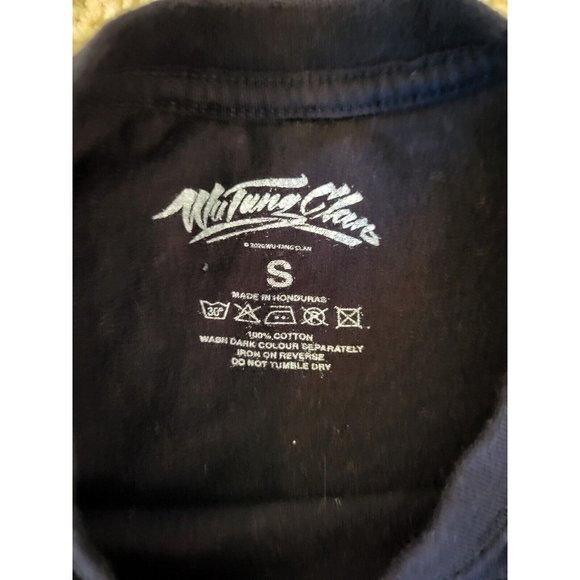 Wu Tang Clan
© 2020 WU-TANG CLAN
S
MADE IN HONDURAS
30°
100% COTTON
WASH DARK COLOUR SEPARATELY
IRON ON REVERSE
DO NOT TUMBLE DRY